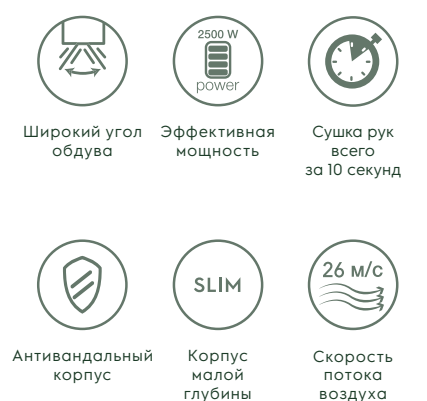 2500 W
power
Широкий угол
обдува
Эффективная
мощность
Сушка рук
всего
за 10 секунд
SLIM
26 м/с
Антивандальный
корпус
Корпус
малой
глубины
Скорость
потока
воздуха